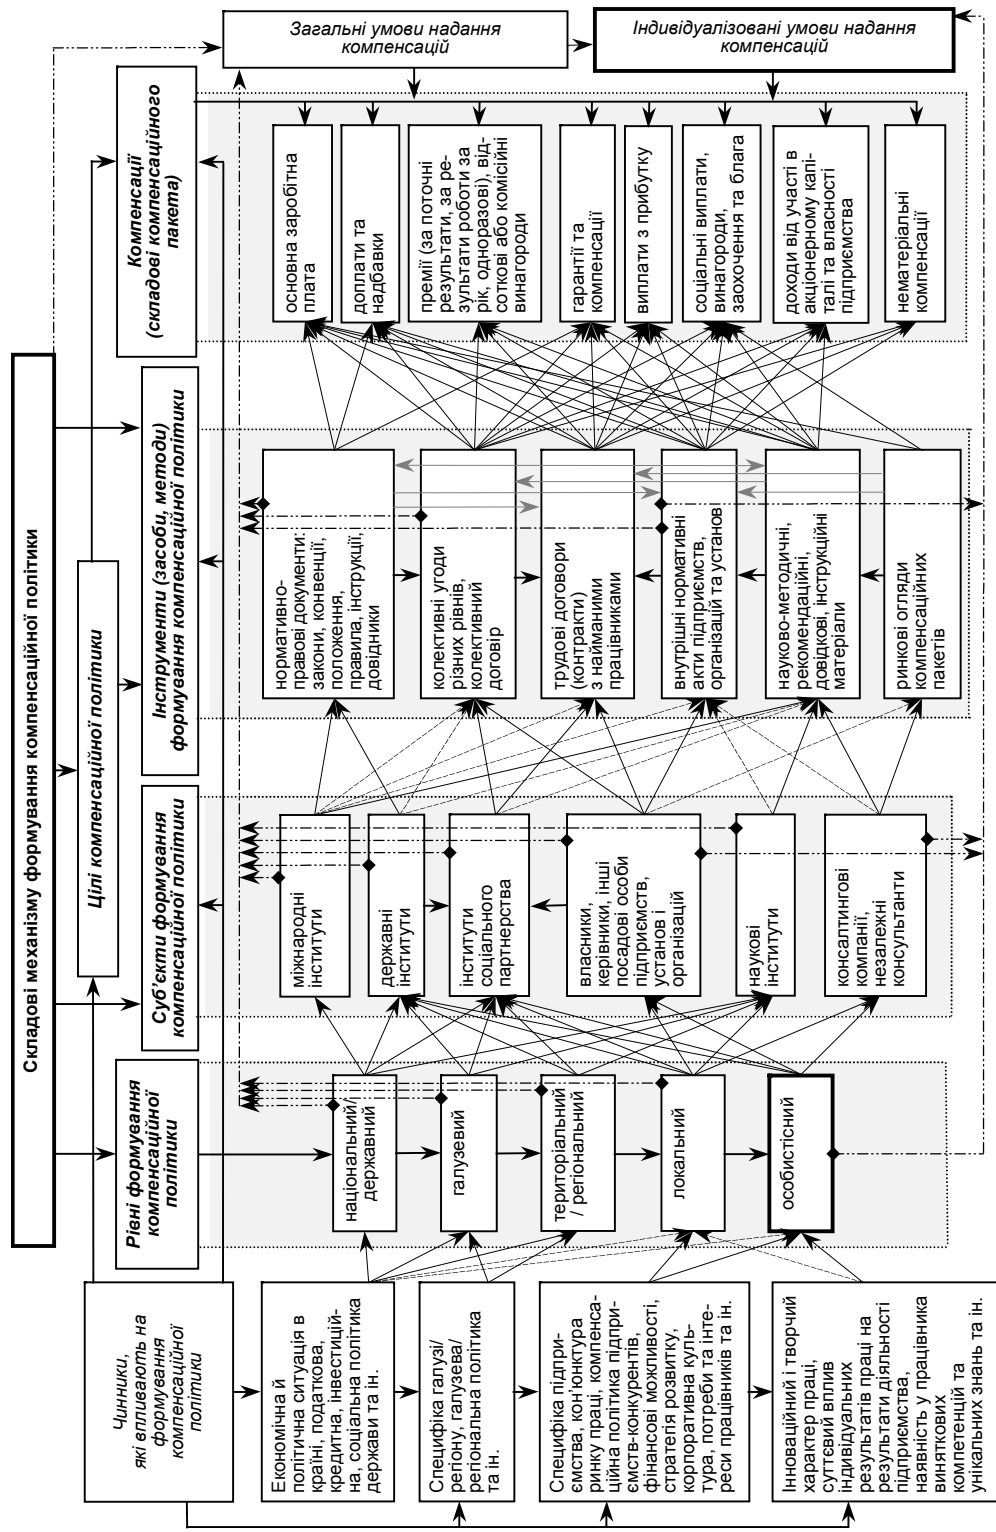 Складові механізму формування компенсаційної політики
Цілі компенсаційної політики
Чинники,
які впливають на
формування
компенсаційної
політики
Рівні формування
компенсаційної
політики
Суб’єкти формування
компенсаційної політики
Інструменти (засоби, методи)
формування компенсаційної політики
Компенсації
(складові компенсаційного
пакета)
Загальні умови надання
компенсацій
Індивідуалізовані умови надання
компенсацій
Економічна й
політична ситуація в
країні, податкова,
кредитна, інвестицій-
на, соціальна політика
держави та ін.
Специфіка галузі/
регіону, галузева/
регіональна політика
та ін.
Специфіка підпри-
ємства, кон’юнктура
ринку праці, компенса-
ційна політика підпри-
ємств-конкурентів,
фінансові можливості,
стратегія розвитку,
корпоративна куль-
тура, потреби та інте-
реси працівників та ін.
Інноваційний і творчий
характер праці,
суттєвий вплив
індивідуальних
результатів праці на
результати діяльності
підприємства,
наявність у працівника
виняткових
компетенцій та
унікальних знань та ін.
національний/
державний
галузевий
територіальний
/ регіональний
локальний
особистісний
міжнародні
інститути
державні
інститути
інститути
соціального
партнерства
власники,
керівники, інші
посадові особи
підприємств,
установ і
організацій
наукові
інститути
консалтингові
компанії,
незалежні
консультанти
нормативно-
правові документи:
закони, конвенції,
положення,
правила, інструкції,
довідники
колективні угоди
різних рівнів,
колективний
договір
трудові договори
(контракти)
з найманими
працівниками
внутрішні нормативні
акти підприємств,
організацій та установ
науково-методичні,
рекомендаційні,
довідкові, інструкційні
матеріали
ринкові огляди
компенсаційних
пакетів
основна заробітна
плата
доплати та
надбавки
премії (за поточні
результати, за ре-
зультати роботи за
рік, одноразові), від-
соткові або комісійні
винагороди
гарантії та
компенсації
виплати з прибутку
соціальні виплати,
винагороди,
заохочення та блага
доходи від участі в
акціонерному капі-
талі та власності
підприємства
нематеріальні
компенсації